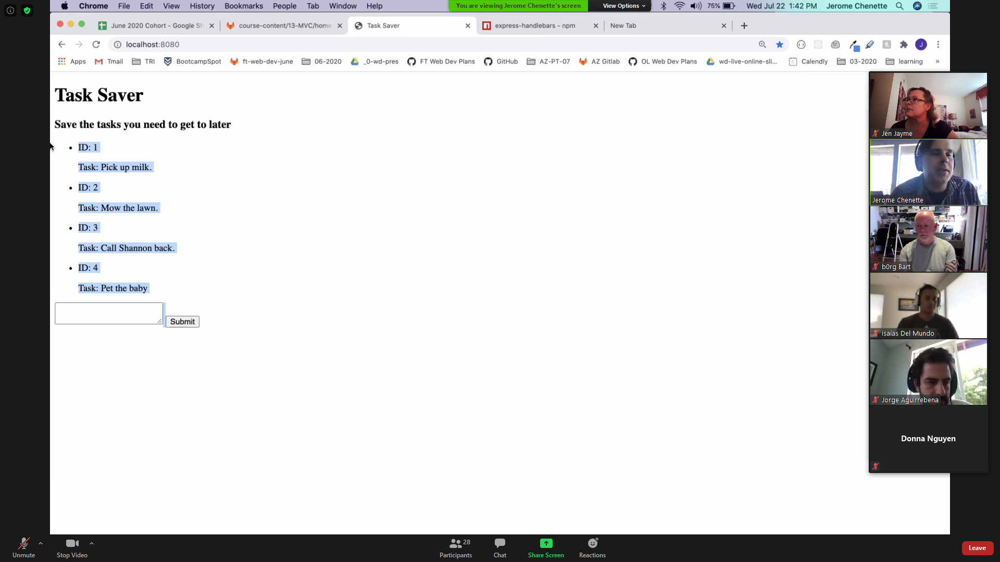 Chrome File Edit View History Bookmarks People Tab Window Help
You are viewing Jerome Chenette's screen View Options
75% Wed Jul 22 1:42 PM Jerome Chenette
June 2020 Cohort - Google Sh
course-content/13-MVC/home
Task Saver
express-handlebars - npm
New Tab
localhost:8080
J
Apps Tmail TRI BootcampSpot ft-web-dev-june 06-2020 _0-wd-pres FT Web Dev Plans GitHub AZ-PT-07 AZ Gitlab OL Web Dev Plans wd-live-online-sli... Calendly 03-2020 learning »
Task Saver
Save the tasks you need to get to later
• ID: 1
Task: Pick up milk.
• ID: 2
Task: Mow the lawn.
• ID: 3
Task: Call Shannon back.
• ID: 4
Task: Pet the baby
Submit
Jen Jayme
Jerome Chenette
b0rg Bart
Isaias Del Mundo
Jorge Aguirrebena
Donna Nguyen
Unmute
Stop Video
28
Participants
Chat
Share Screen
Reactions
Leave